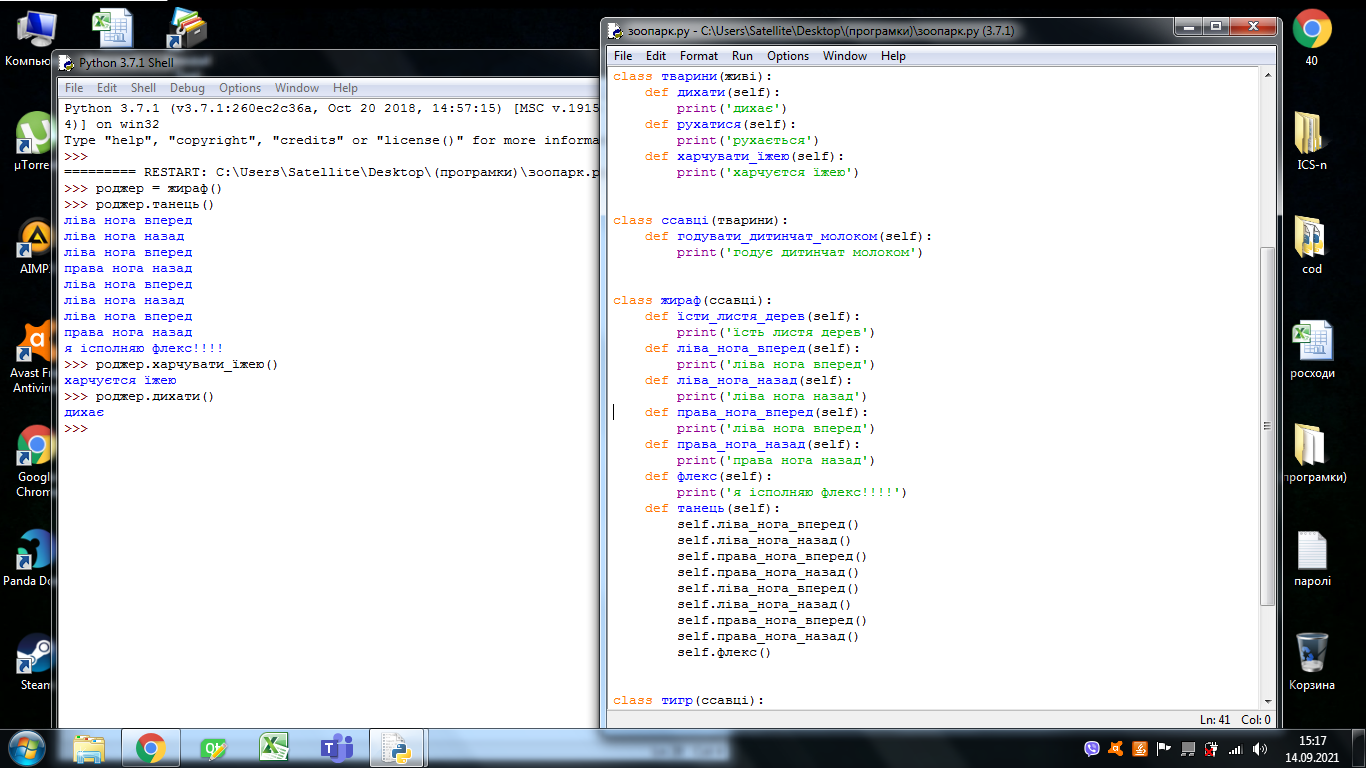 Python 3.7.1 Shell
File Edit Shell Debug Options Window Help
Python 3.7.1 (v3.7.1:260ec2c36a, Oct 20 2018, 14:57:15) [MSC v.1915
4)] on win32
Type "help", "copyright", "credits" or "license()" for more informa
>>>
========= RESTART: C:\Users\Satellite\Desktop\(програмки)\зоопарк.p
>>> роджер = жираф()
>>> роджер.танець()
ліва нога вперед
ліва нога назад
ліва нога вперед
права нога назад
ліва нога вперед
ліва нога назад
ліва нога вперед
права нога назад
я ісполняю флекс!!!!
>>> роджер.харчувати_їжею()
харчуєтся їжею
>>> роджер.дихати()
дихає
>>>
зоопарк.py - C:\Users\Satellite\Desktop\(програмки)\зоопарк.py (3.7.1)
File Edit Format Run Options Window Help
class тварини(живі):
def дихати(self):
print('дихає')
def рухатися(self):
print('рухається')
def харчувати_їжею(self):
print('харчуєтся їжею')
class ссавці(тварини):
def годувати_дитинчат_молоком(self):
print('годує дитинчат молоком')
class жираф(ссавці):
def їсти_листя_дерев(self):
print('їсть листя дерев')
def ліва_нога_вперед(self):
print('ліва нога вперед')
def ліва_нога_назад(self):
print('ліва нога назад')
def права_нога_вперед(self):
print('ліва нога вперед')
def права_нога_назад(self):
print('права нога назад')
def флекс(self):
print('я ісполняю флекс!!!!!')
def танець(self):
self.ліва_нога_вперед()
self.ліва_нога_назад()
self.права_нога_вперед()
self.права_нога_назад()
self.ліва_нога_вперед()
self.ліва_нога_назад()
self.права_нога_вперед()
self.права_нога_назад()
self.флекс()
class тигр(ссавці):
Ln: 41 Col: 0
Компью
µTorre
AIMP.
Avast Fr
Antiviru
Googl
Chrom
Panda Do
Steam
40
ICS-n
cod
росходи
програмки)
паролі
Корзина
15:17
14.09.2021